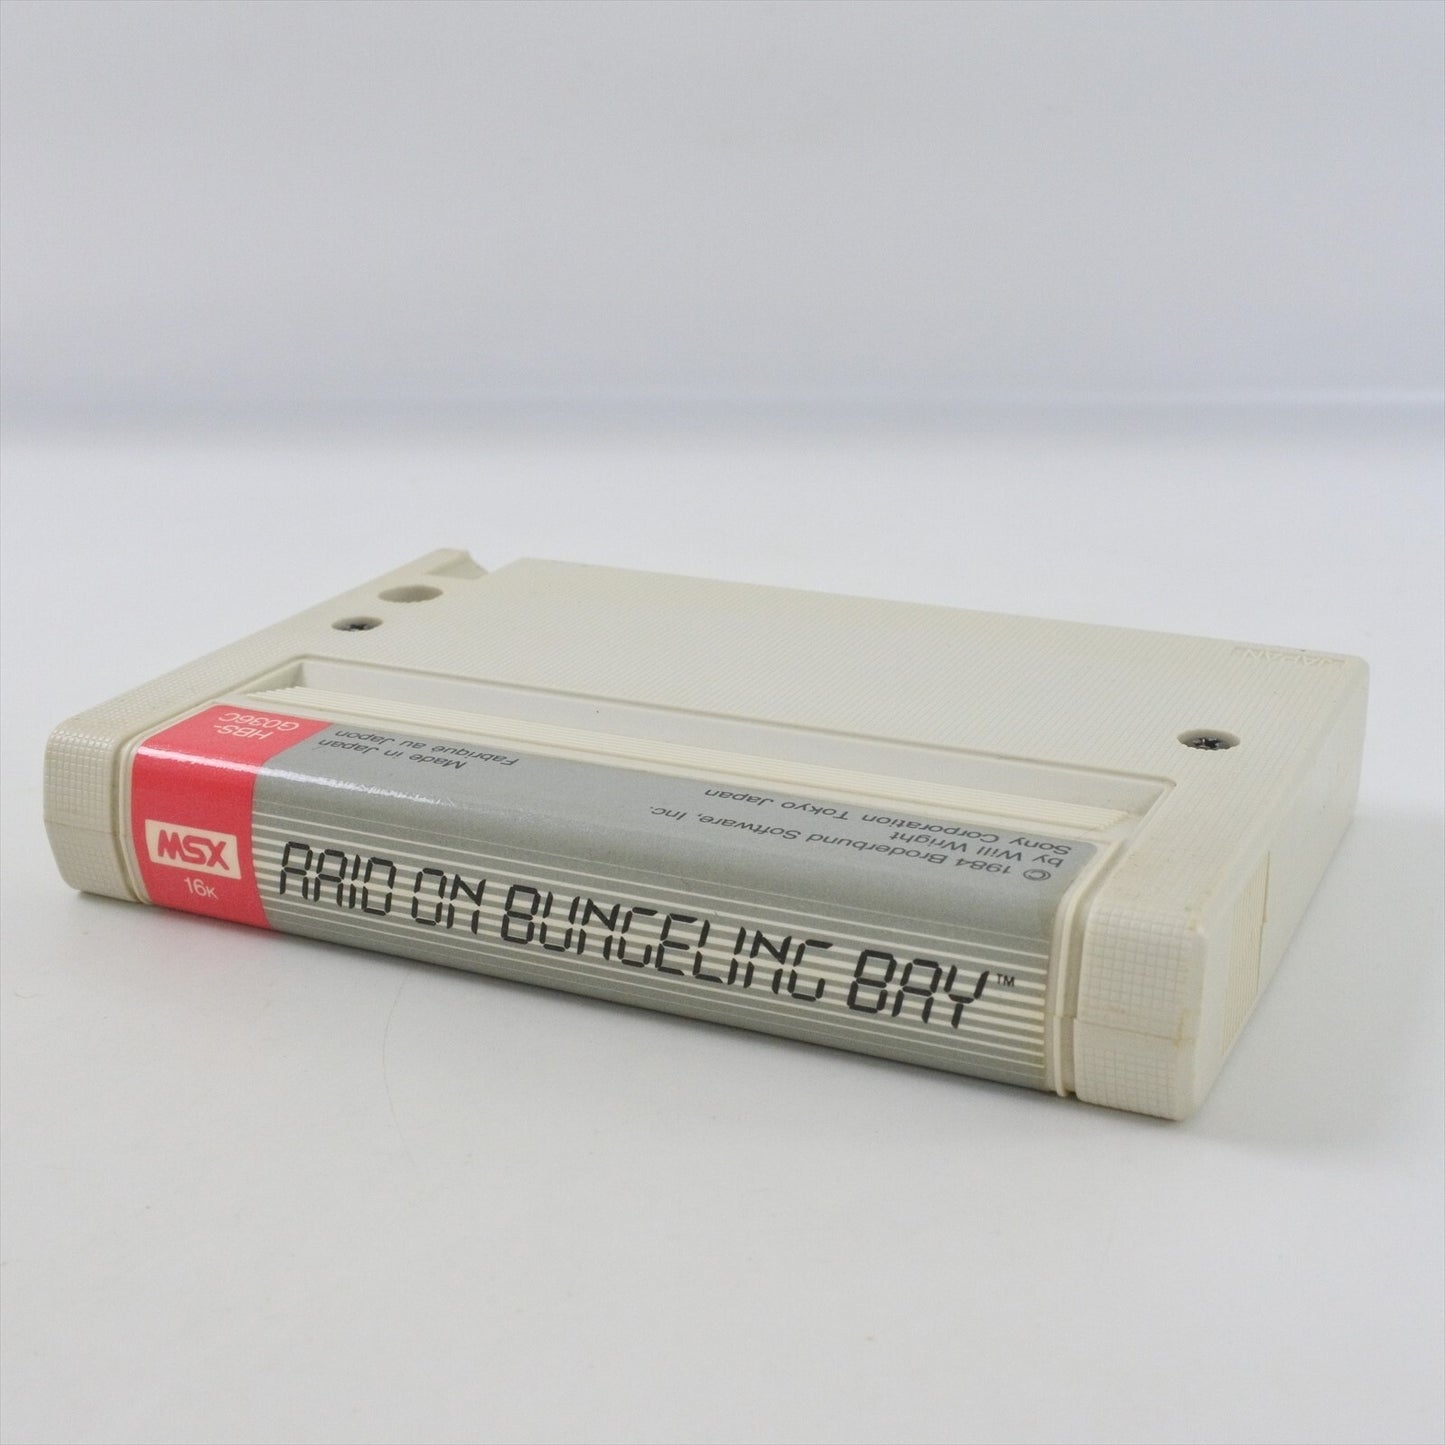 MSX
16K
RAID ON BUNGELING BAY™
HBS-
G036C
Made in Japan
Fabriqué au Japon
© 1984 Broderbund Software, Inc.
by Will Wright
Sony Corporation Tokyo Japan
JAPAN